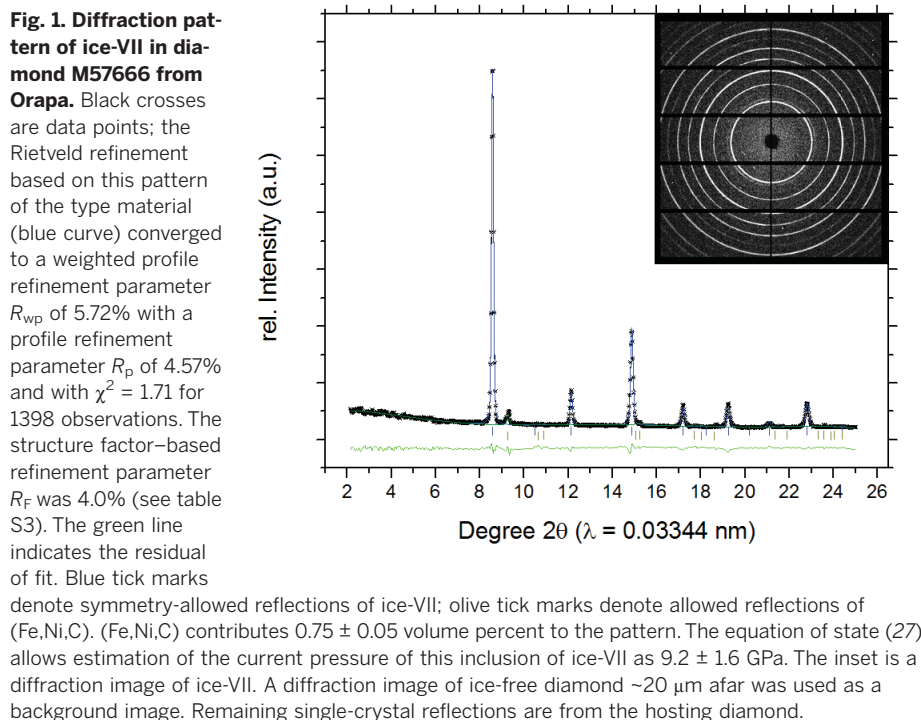 Fig. 1. Diffraction pat-
tern of ice-VII in dia-
mond M57666 from
Orapa. Black crosses
are data points; the
Rietveld refinement
based on this pattern
of the type material
(blue curve) converged
to a weighted profile
refinement parameter
Rwp of 5.72% with a
profile refinement
parameter Rp of 4.57%
and with χ² = 1.71 for
1398 observations. The
structure factor–based
refinement parameter
RF was 4.0% (see table
S3). The green line
indicates the residual
of fit. Blue tick marks
denote symmetry-allowed reflections of ice-VII; olive tick marks denote allowed reflections of
(Fe,Ni,C). (Fe,Ni,C) contributes 0.75 ± 0.05 volume percent to the pattern. The equation of state (27)
allows estimation of the current pressure of this inclusion of ice-VII as 9.2 ± 1.6 GPa. The inset is a
diffraction image of ice-VII. A diffraction image of ice-free diamond ~20 μm afar was used as a
background image. Remaining single-crystal reflections are from the hosting diamond.
rel. Intensity (a.u.)
2 4 6 8 10 12 14 16 18 20 22 24 26
Degree 2θ (λ = 0.03344 nm)